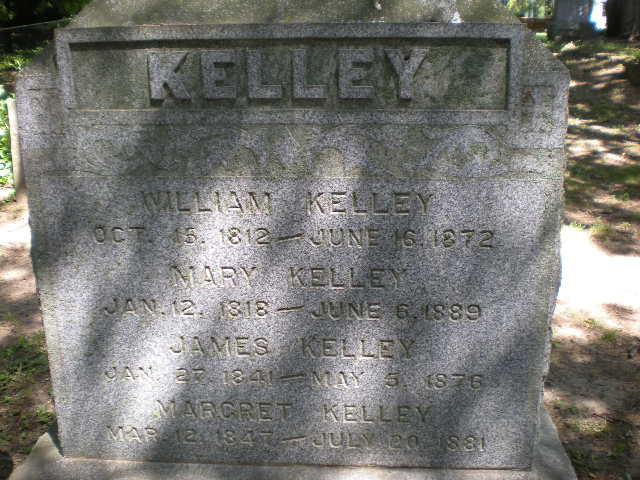 KELLEY
WILLIAM KELLEY
OCT. 15. 1812 — JUNE 16. 1872
MARY KELLEY
JAN. 12. 1818 — JUNE 6. 1889
JAMES KELLEY
JAN. 27. 1841 — MAY 5. 1876
MARGRET KELLEY
MAR. 12. 1847 — JULY 20. 1881